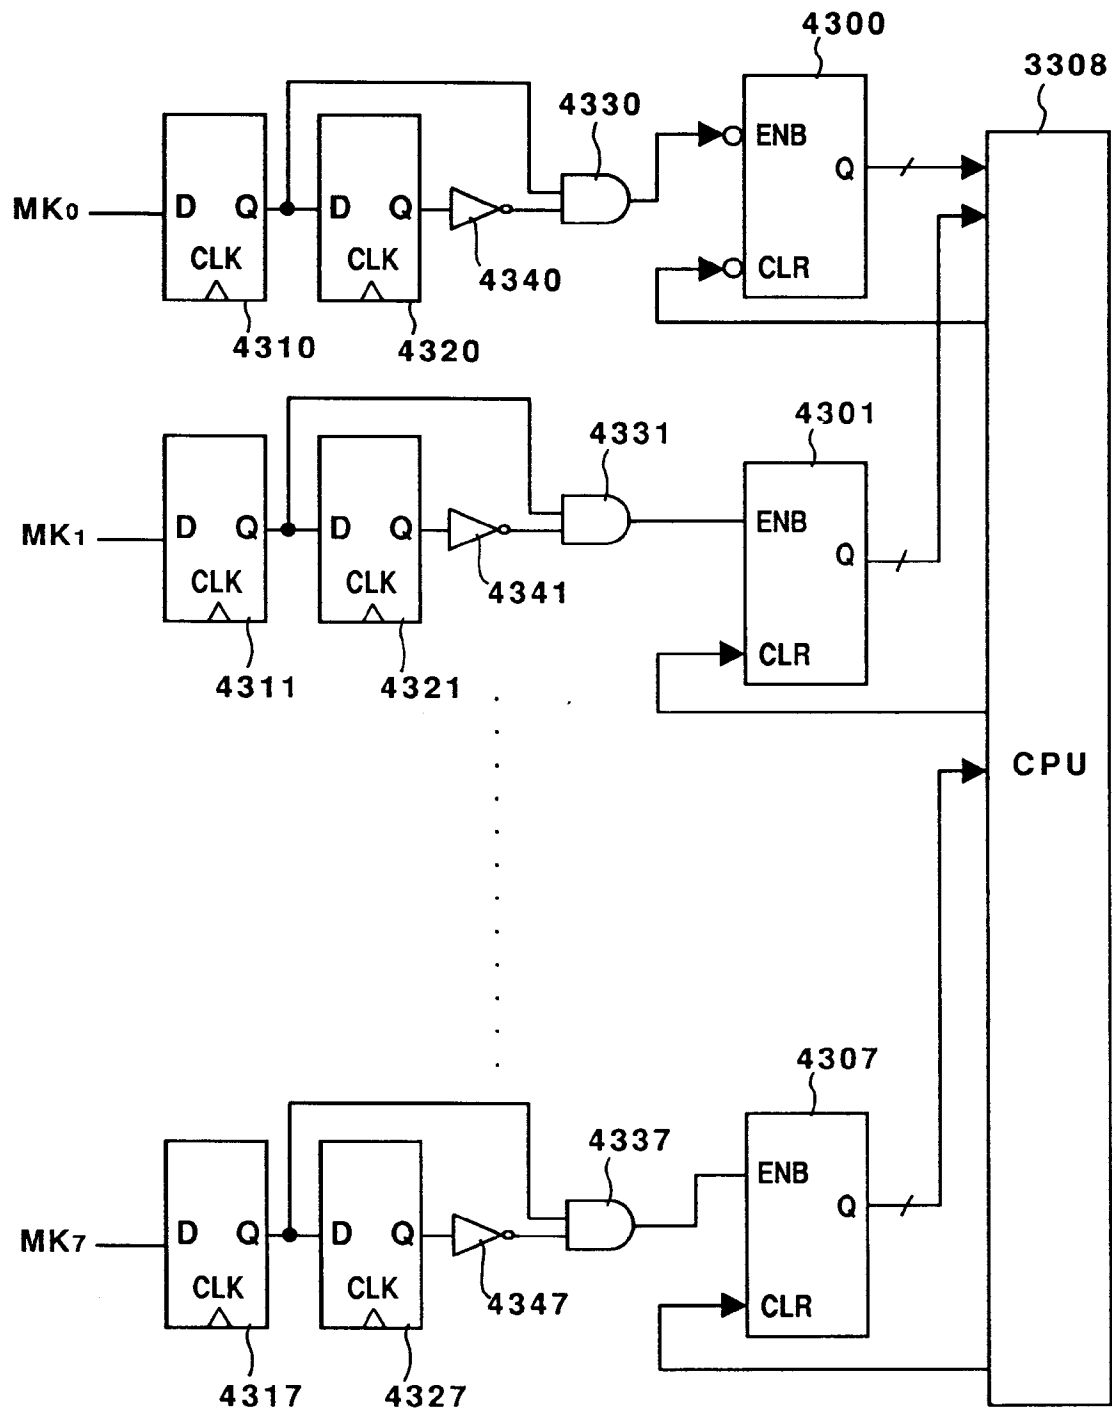 4300
3308
4330
ENB
Q
MK0
D Q
D Q
CLK
CLK
CLR
4340
4310
4320
4301
4331
ENB
Q
MK1
D Q
D Q
CLK
CLK
4341
CLR
4311
4321
CPU
4307
4337
ENB
Q
MK7
D Q
D Q
CLK
CLK
4347
CLR
4317
4327